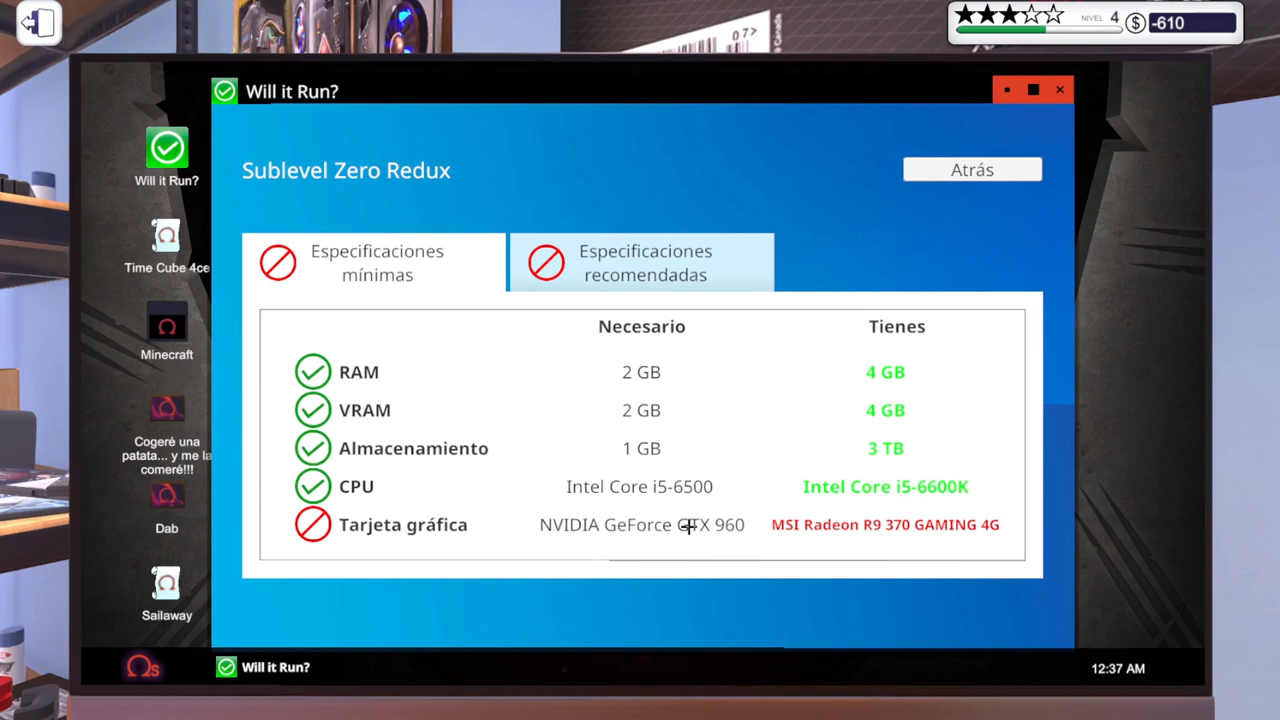 07>
Canada
NIVEL 4
$ -610
Will it Run?
Will it Run?
Time Cube 4ce
Minecraft
Cogeré una
patata... y me la
comeré!!!
Dab
Sailaway
Sublevel Zero Redux
Atrás
Especificaciones
mínimas
Especificaciones
recomendadas
Necesario Tienes
RAM 2 GB 4 GB
VRAM 2 GB 4 GB
Almacenamiento 1 GB 3 TB
CPU Intel Core i5-6500 Intel Core i5-6600K
Tarjeta gráfica NVIDIA GeForce GTX 960 MSI Radeon R9 370 GAMING 4G
Ωs
Will it Run?
12:37 AM